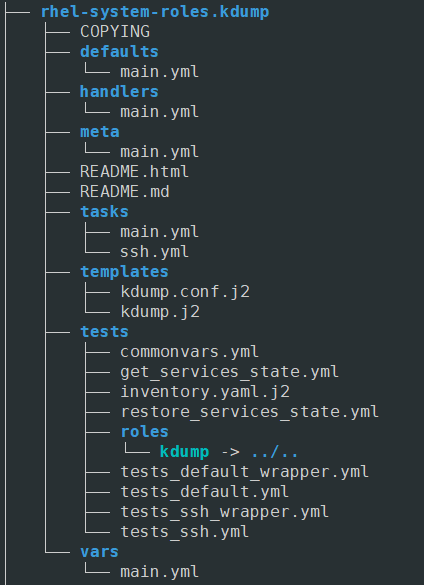 rhel-system-roles.kdump
COPYING
defaults
main.yml
handlers
main.yml
meta
main.yml
README.html
README.md
tasks
main.yml
ssh.yml
templates
kdump.conf.j2
kdump.j2
tests
commonvars.yml
get_services_state.yml
inventory.yaml.j2
restore_services_state.yml
roles
kdump -> ../..
tests_default_wrapper.yml
tests_default.yml
tests_ssh_wrapper.yml
tests_ssh.yml
vars
main.yml